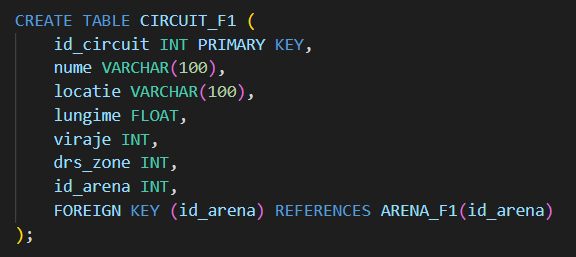 CREATE TABLE CIRCUIT_F1 (
    id_circuit INT PRIMARY KEY,
    nume VARCHAR(100),
    locatie VARCHAR(100),
    lungime FLOAT,
    viraje INT,
    drs_zone INT,
    id_arena INT,
    FOREIGN KEY (id_arena) REFERENCES ARENA_F1(id_arena)
);